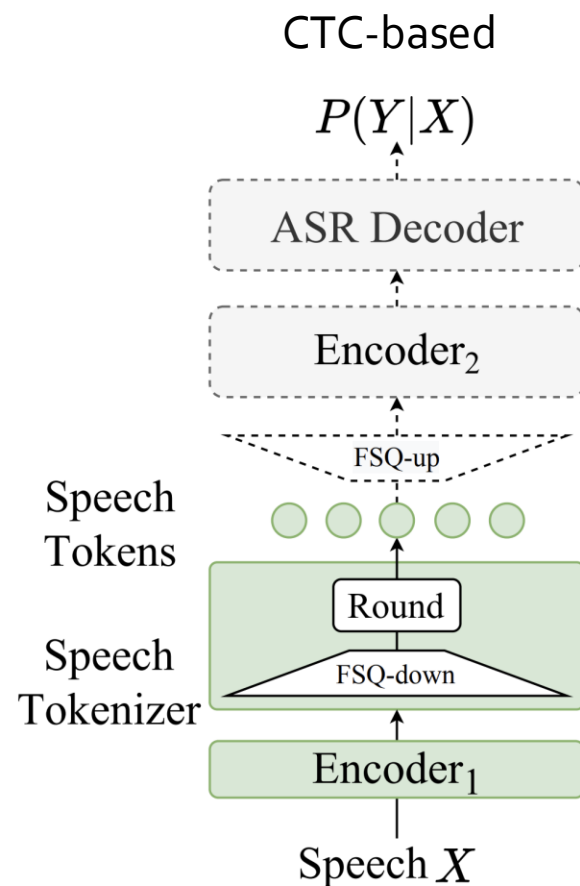 CTC-based
P(Y|X)
ASR Decoder
Encoder₂
FSQ-up
Speech
Tokens
Round
Speech
Tokenizer
FSQ-down
Encoder₁
Speech X